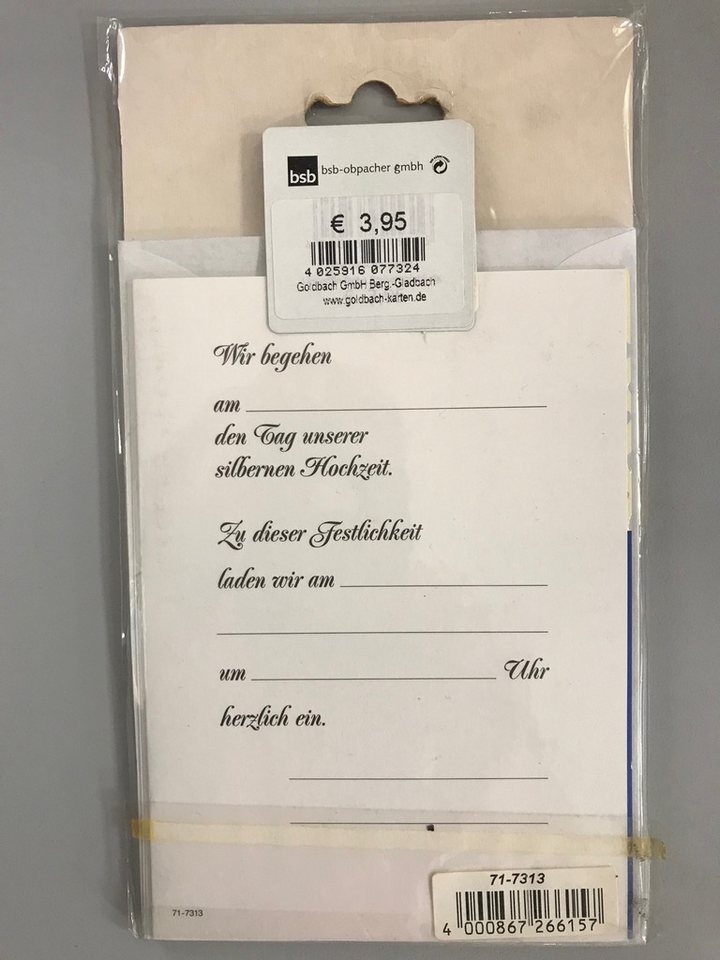 bsb bsb-obpacher gmbh
€ 3,95
4 025916 077324
Goldbach GmbH Berg.-Gladbach
www.goldbach-karten.de
Wir begehen
am
den Tag unserer
silbernen Hochzeit.
Zu dieser Festlichkeit
laden wir am
um Uhr
herzlich ein.
71-7313
71-7313
4 000867 266157